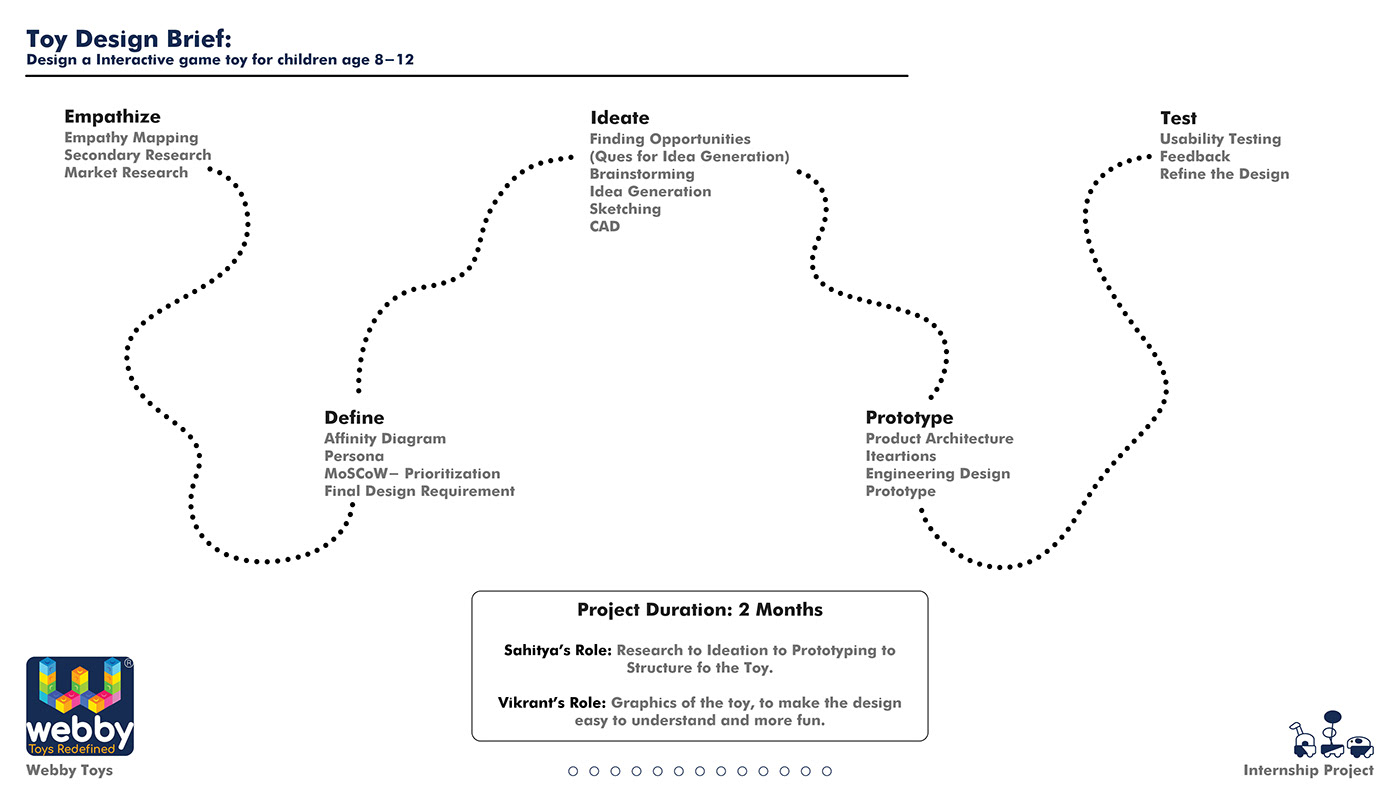 Toy Design Brief:
Design a Interactive game toy for children age 8–12
Empathize
Empathy Mapping
Secondary Research
Market Research
Define
Affinity Diagram
Persona
MoSCoW– Prioritization
Final Design Requirement
Ideate
Finding Opportunities
(Ques for Idea Generation)
Brainstorming
Idea Generation
Sketching
CAD
Prototype
Product Architecture
Iteartions
Engineering Design
Prototype
Test
Usability Testing
Feedback
Refine the Design
Project Duration: 2 Months
Sahitya’s Role: Research to Ideation to Prototyping to
Structure fo the Toy.
Vikrant’s Role: Graphics of the toy, to make the design
easy to understand and more fun.
®
webby
Toys Redefined
Webby Toys
Internship Project